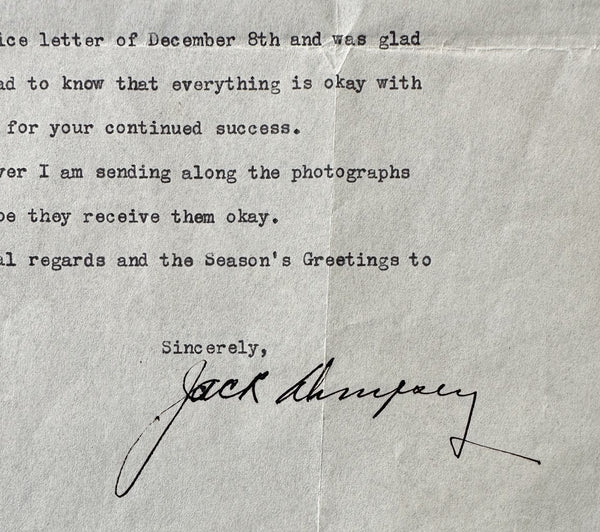 ice letter of December 8th and was glad
ad to know that everything is okay with
for your continued success.
ver I am sending along the photographs
pe they receive them okay.
al regards and the Season's Greetings to
Sincerely,
Jack Dempsey